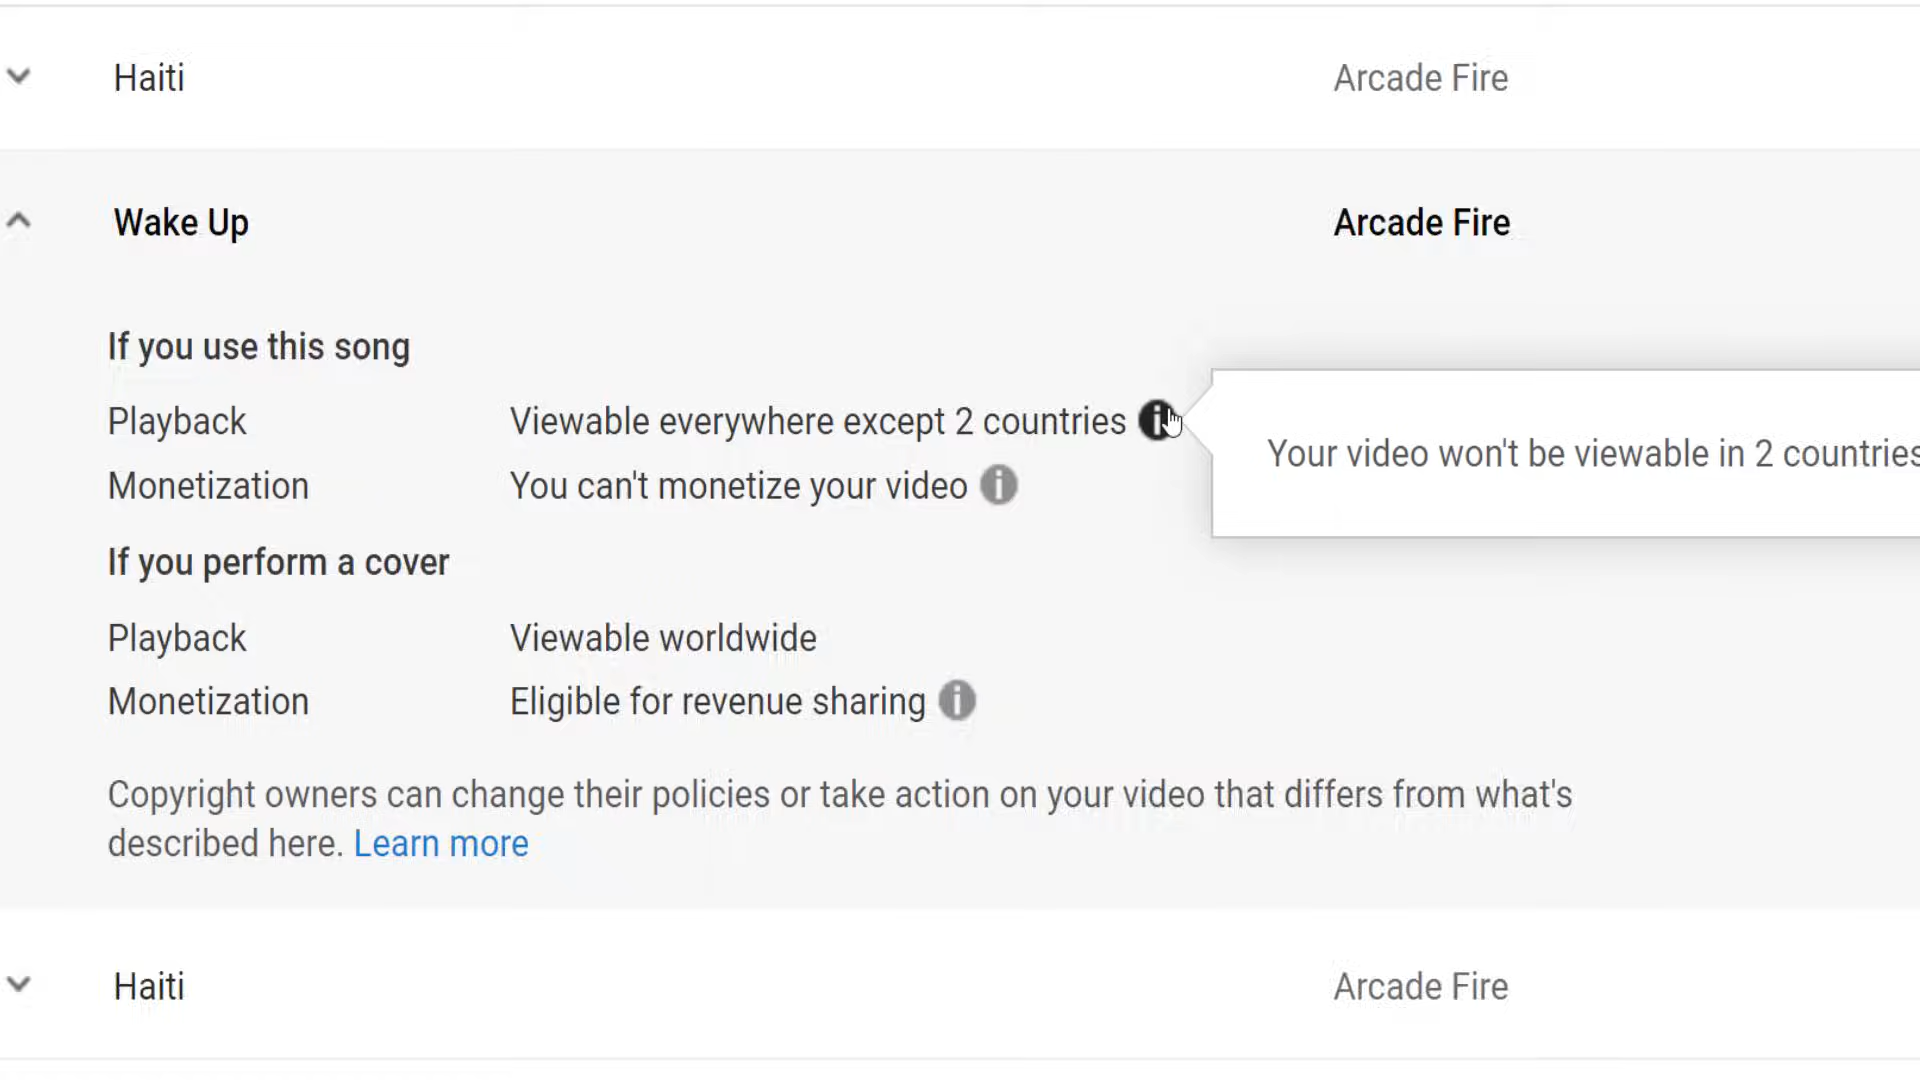 Haiti Arcade Fire
Wake Up Arcade Fire
If you use this song
Playback Viewable everywhere except 2 countries
Your video won't be viewable in 2 countries
Monetization You can't monetize your video
If you perform a cover
Playback Viewable worldwide
Monetization Eligible for revenue sharing
Copyright owners can change their policies or take action on your video that differs from what's
described here. Learn more
Haiti Arcade Fire